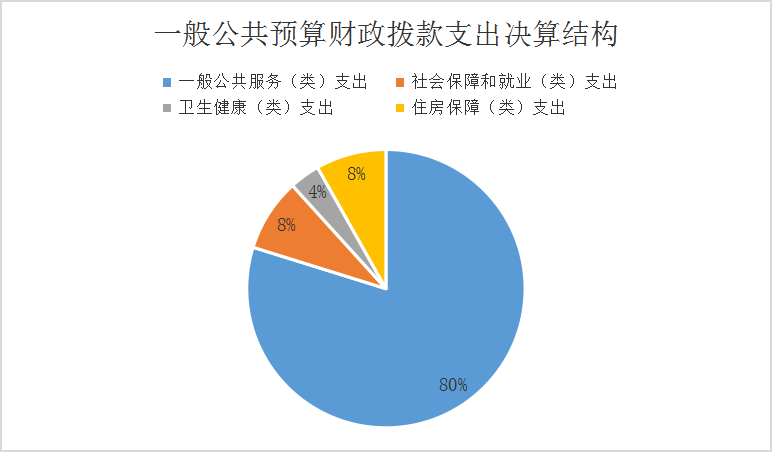 一般公共预算财政拨款支出决算结构
一般公共服务（类）支出 社会保障和就业（类）支出
卫生健康（类）支出 住房保障（类）支出
8%
4%
8%
80%